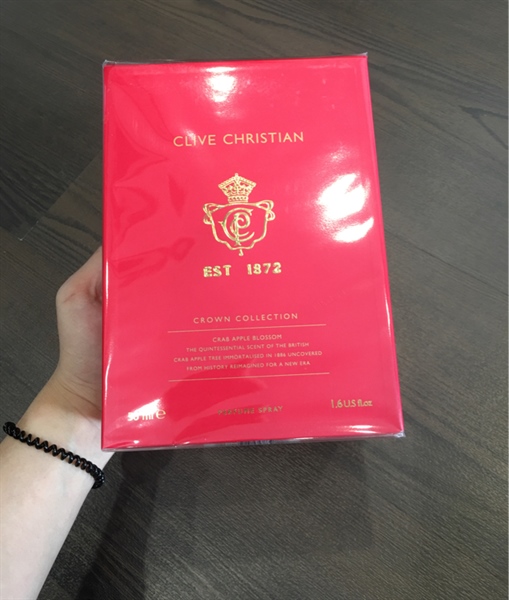 CLIVE CHRISTIAN
EST 1872
CROWN COLLECTION
CRAB APPLE BLOSSOM
THE QUINTESSENTIAL SCENT OF THE BRITISH
CRAB APPLE TREE IMMORTALISED IN 1886 UNCOVERED
FROM HISTORY REIMAGINED FOR A NEW ERA
50 ml e PERFUME SPRAY 1.6 U.S fl.oz